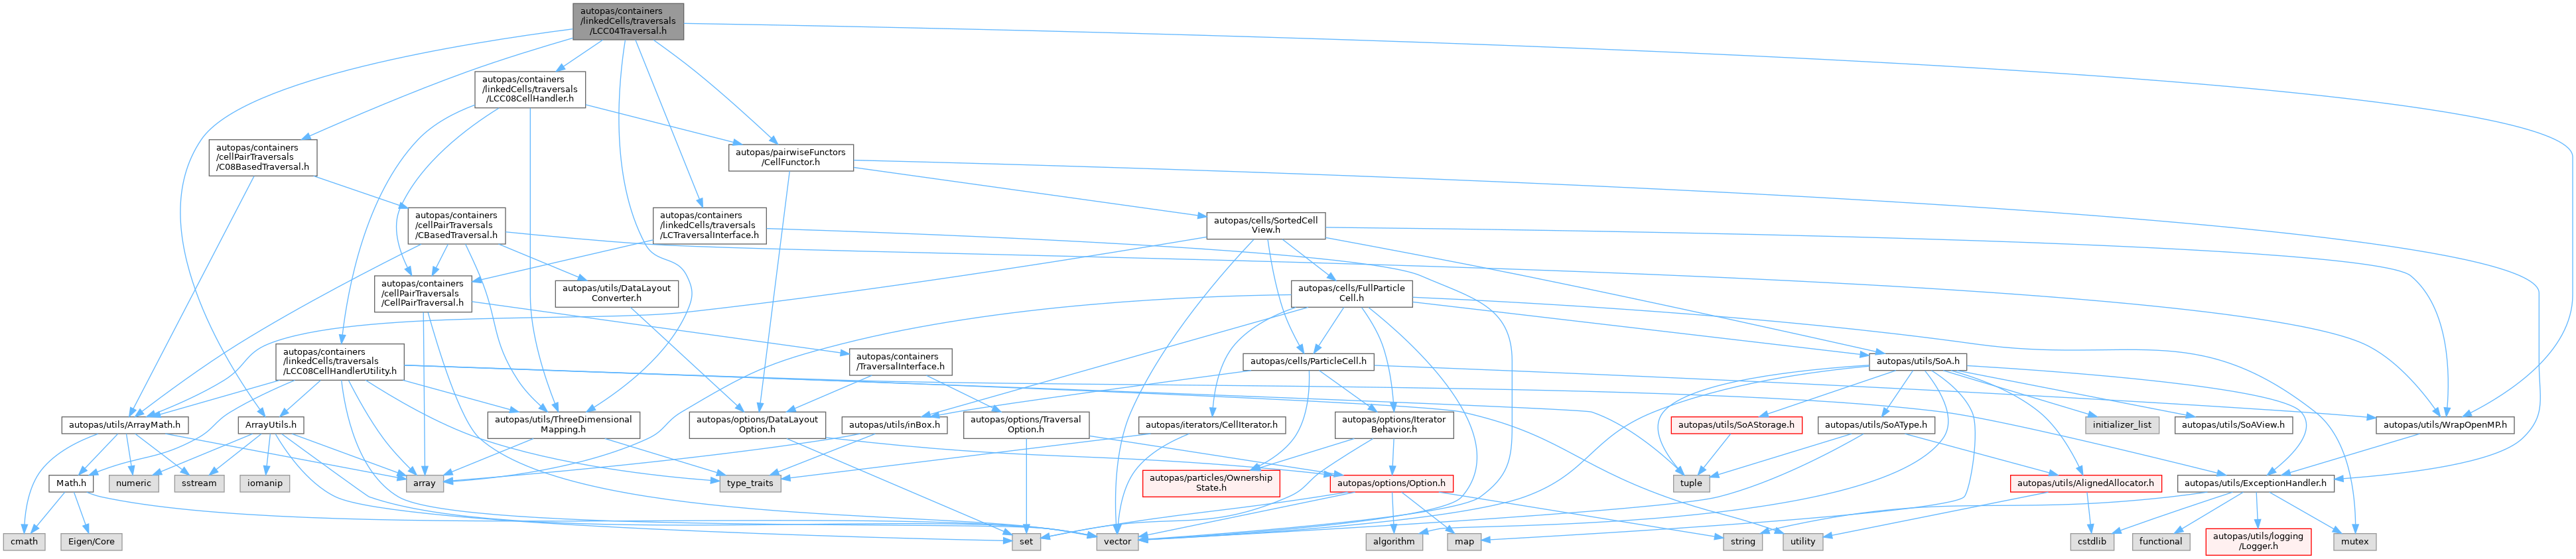 autopas/containers
/linkedCells/traversals
/LCC04Traversal.h
autopas/containers
/linkedCells/traversals
/LCC08CellHandler.h
autopas/containers
/cellPairTraversals
/C08BasedTraversal.h
autopas/pairwiseFunctors
/CellFunctor.h
autopas/containers
/cellPairTraversals
/CBasedTraversal.h
autopas/containers
/linkedCells/traversals
/LCTraversalInterface.h
autopas/cells/SortedCell
View.h
autopas/containers
/cellPairTraversals
/CellPairTraversal.h
autopas/utils/DataLayout
Converter.h
autopas/cells/FullParticle
Cell.h
autopas/containers
/linkedCells/traversals
/LCC08CellHandlerUtility.h
autopas/containers
/TraversalInterface.h
autopas/cells/ParticleCell.h
autopas/utils/SoA.h
autopas/utils/ArrayMath.h
ArrayUtils.h
autopas/utils/ThreeDimensional
Mapping.h
autopas/options/DataLayout
Option.h
autopas/utils/inBox.h
autopas/options/Traversal
Option.h
autopas/iterators/CellIterator.h
autopas/options/Iterator
Behavior.h
autopas/utils/SoAStorage.h
autopas/utils/SoAType.h
initializer_list
autopas/utils/SoAView.h
autopas/utils/WrapOpenMP.h
Math.h
numeric
sstream
iomanip
array
type_traits
autopas/particles/Ownership
State.h
autopas/options/Option.h
tuple
autopas/utils/AlignedAllocator.h
autopas/utils/ExceptionHandler.h
cmath
Eigen/Core
set
vector
algorithm
map
string
utility
cstdlib
functional
autopas/utils/logging
/Logger.h
mutex